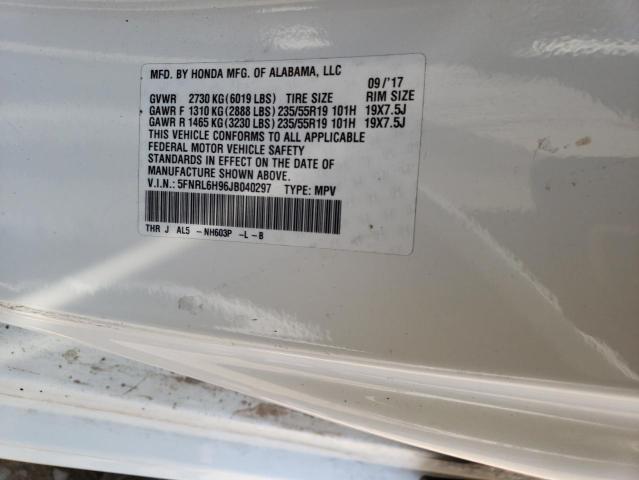 MFD. BY HONDA MFG. OF ALABAMA, LLC
09/'17
GVWR 2730 KG(6019 LBS) TIRE SIZE RIM SIZE
GAWR F 1310 KG(2888 LBS) 235/55R19 101H 19X7.5J
GAWR R 1465 KG(3230 LBS) 235/55R19 101H 19X7.5J
THIS VEHICLE CONFORMS TO ALL APPLICABLE
FEDERAL MOTOR VEHICLE SAFETY
STANDARDS IN EFFECT ON THE DATE OF
MANUFACTURE SHOWN ABOVE.
V.I.N.: 5FNRL6H96JB040297 TYPE: MPV
THR J AL5 -NH603P -L -B